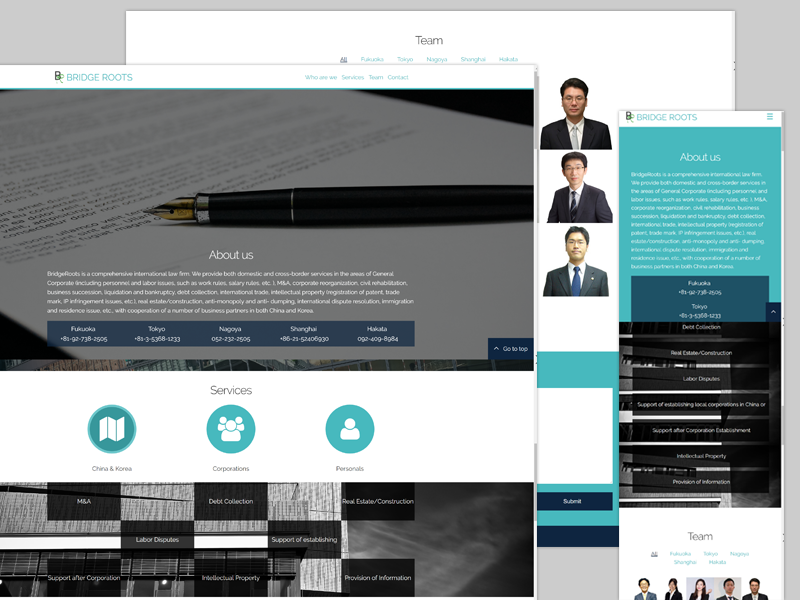 Team
All Fukuoka Tokyo Nagoya Shanghai Hakata
BRIDGE ROOTS
Who are we Services Team Contact
About us
BridgeRoots is a comprehensive international law firm. We provide both domestic and cross-border services in the areas of General
Corporate (including personnel and labor issues, such as work rules, salary rules, etc. ), M&A, corporate reorganization, civil rehabilitation,
business succession, liquidation and bankruptcy, debt collection, international trade, intellectual property (registration of patent, trade
mark, IP infringement issues, etc.), real estate/construction, anti-monopoly and anti- dumping, international dispute resolution, immigration
and residence issue, etc., with cooperation of a number of business partners in both China and Korea.
Fukuoka Tokyo Nagoya Shanghai Hakata
+81-92-738-2505 +81-3-5368-1233 052-232-2505 +86-21-52406930 092-409-8984
Go to top
Services
China & Korea Corporations Personals
M&A Debt Collection Real Estate/Construction
Labor Disputes Support of establishing
Support after Corporation Intellectual Property Provision of Information
Submit
BRIDGE ROOTS
About us
BridgeRoots is a comprehensive international law firm.
We provide both domestic and cross-border services in
the areas of General Corporate (including personnel and
labor issues, such as work rules, salary rules, etc. ), M&A,
corporate reorganization, civil rehabilitation, business
succession, liquidation and bankruptcy, debt collection,
international trade, intellectual property (registration of
patent, trade mark, IP infringement issues, etc.), real
estate/construction, anti-monopoly and anti- dumping,
international dispute resolution, immigration and
residence issue, etc., with cooperation of a number of
business partners in both China and Korea.
Fukuoka
+81-92-738-2505
Tokyo
+81-3-5368-1233
Debt Collection
Real Estate/Construction
Labor Disputes
Support of establishing local corporations in China or
Support after Corporation Establishment
Intellectual Property
Provision of Information
Team
All Fukuoka Tokyo Nagoya
Shanghai Hakata